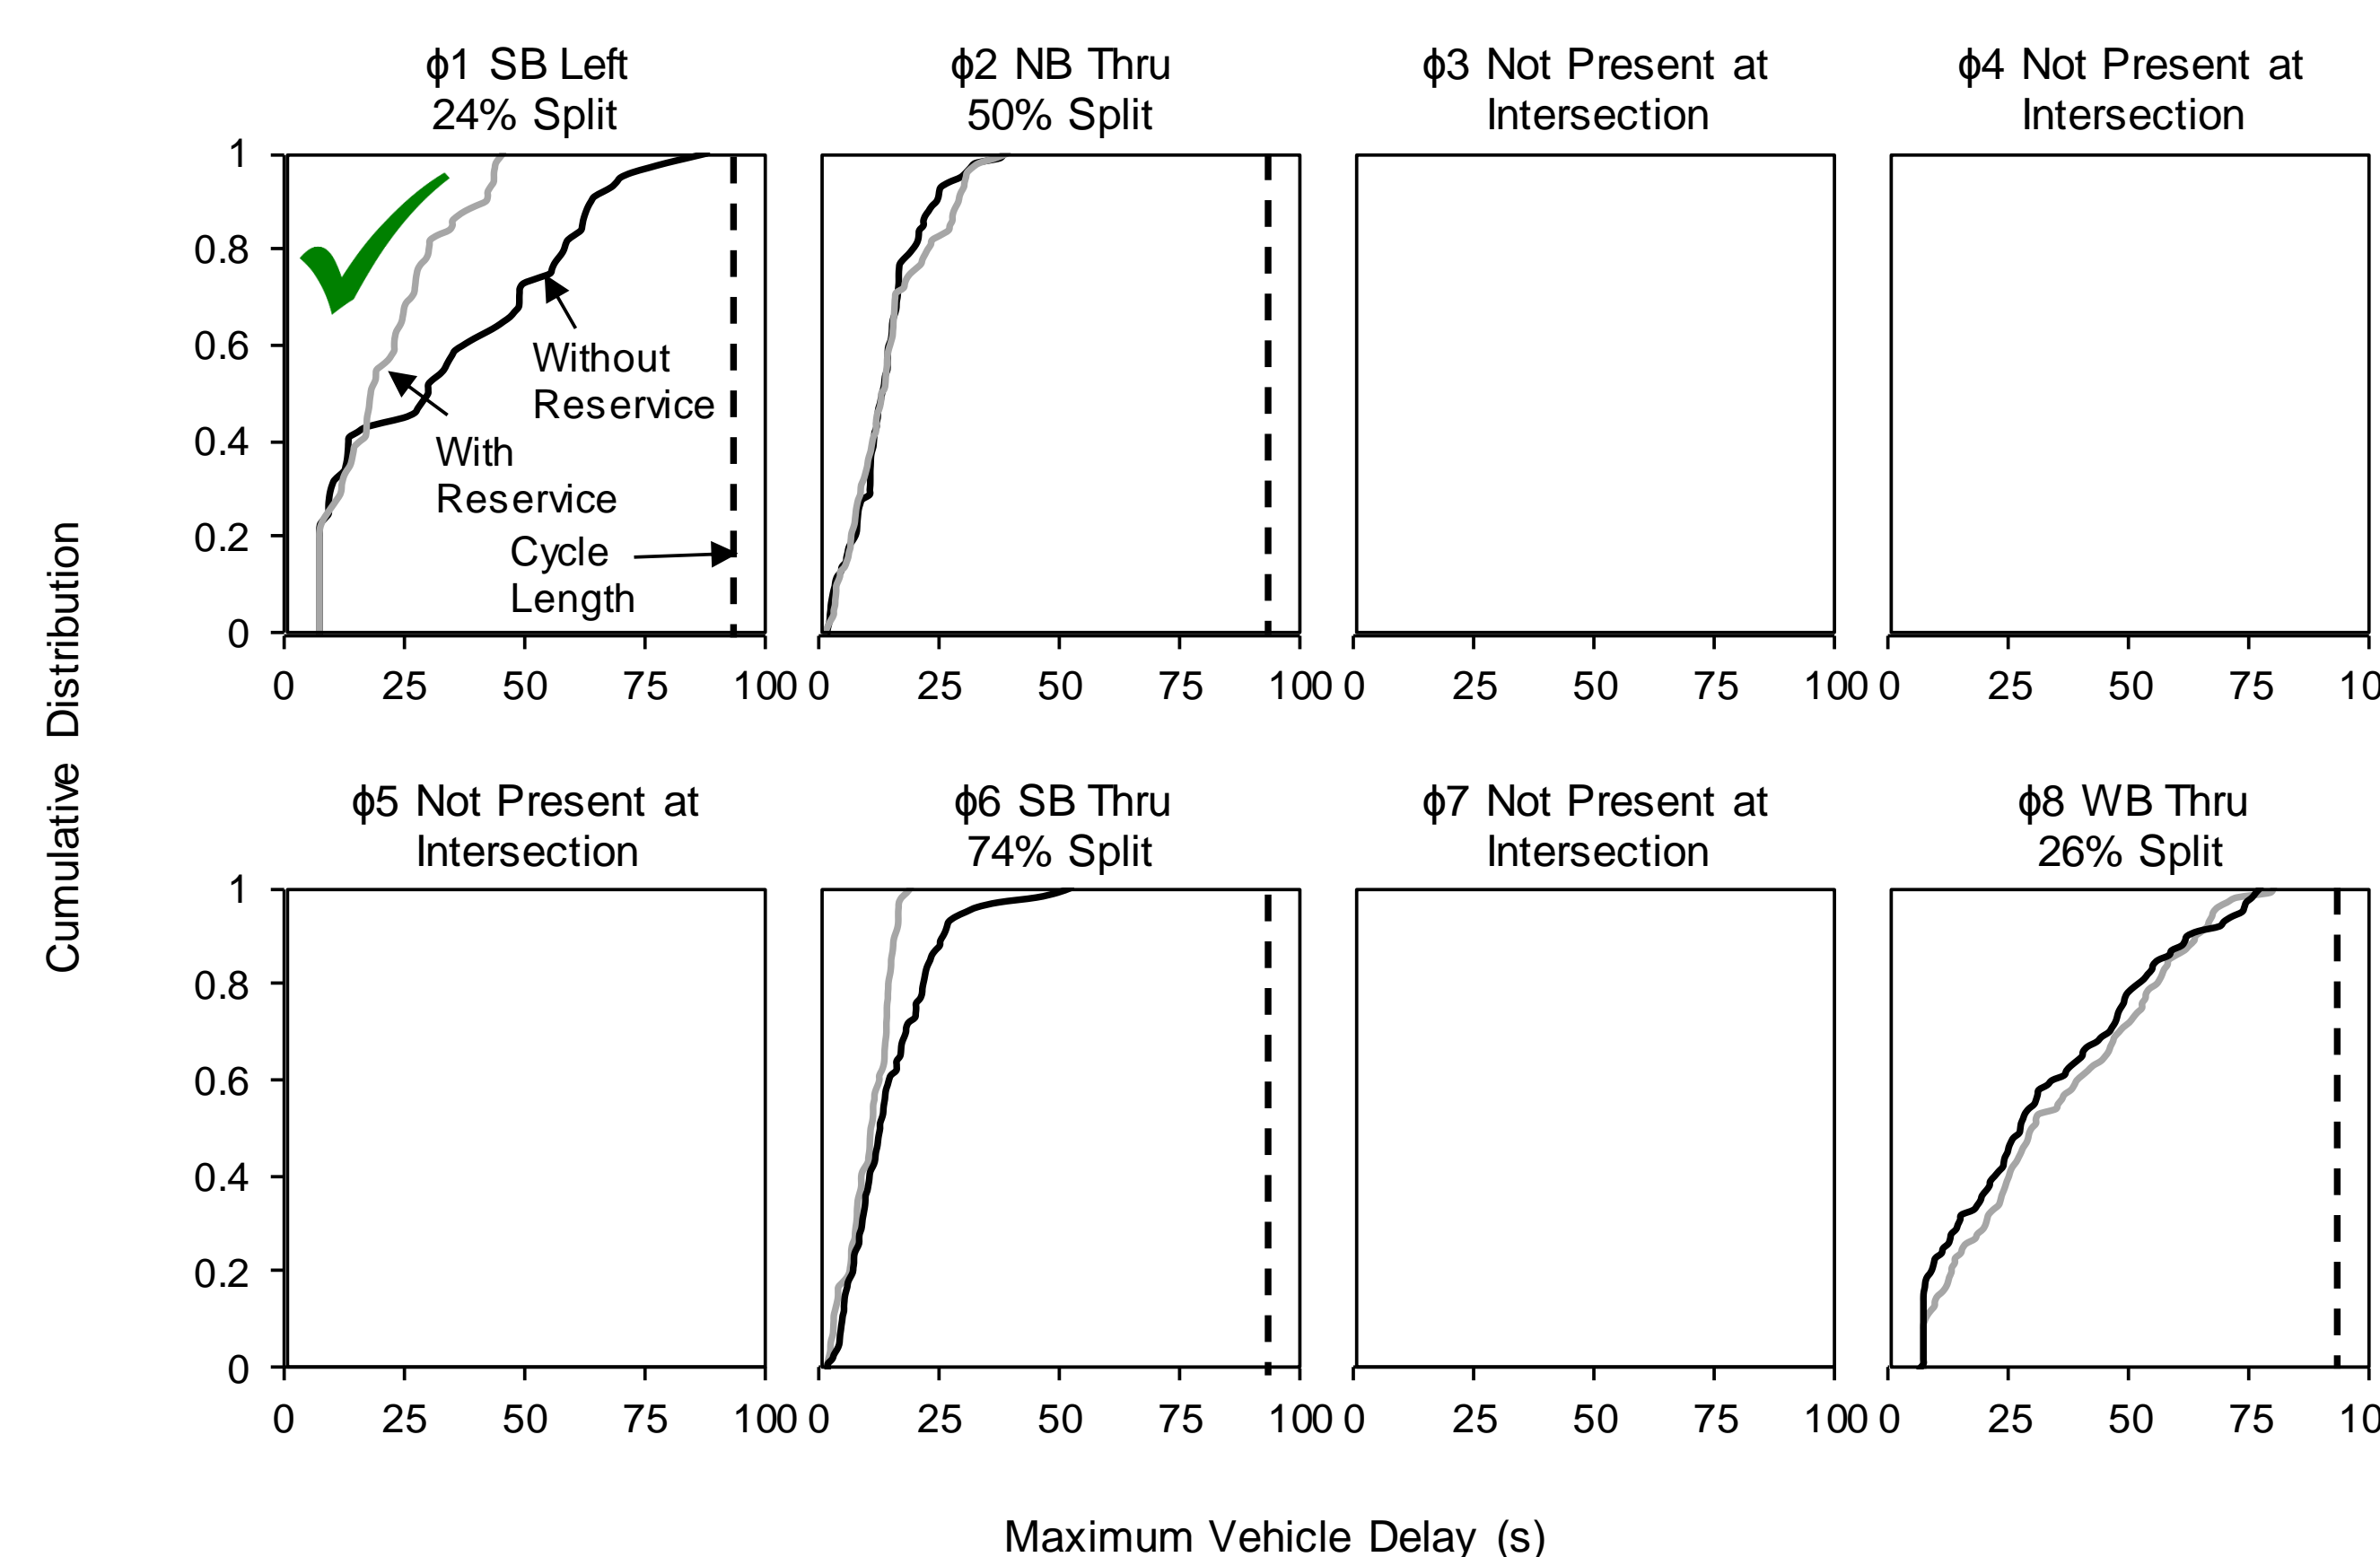 ϕ1 SB Left
24% Split
ϕ2 NB Thru
50% Split
ϕ3 Not Present at
Intersection
ϕ4 Not Present at
Intersection
1
0.8
0.6
0.4
0.2
0
Without
Reservice
With
Reservice
Cycle
Length
0 25 50 75 100
0 25 50 75 100
0 25 50 75 100
0 25 50 75 10
Cumulative Distribution
ϕ5 Not Present at
Intersection
ϕ6 SB Thru
74% Split
ϕ7 Not Present at
Intersection
ϕ8 WB Thru
26% Split
1
0.8
0.6
0.4
0.2
0
0 25 50 75 100
0 25 50 75 100
0 25 50 75 100
0 25 50 75 10
Maximum Vehicle Delay (s)